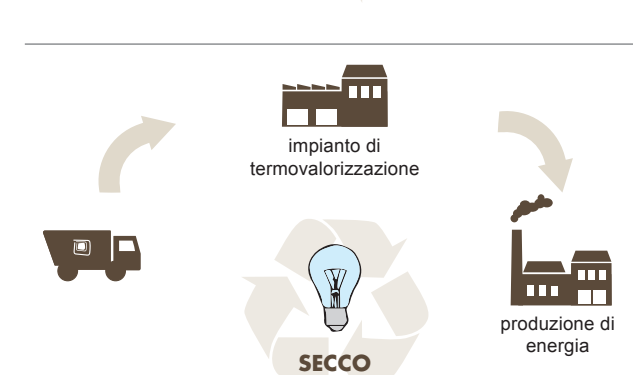 impianto di
termovalorizzazione
produzione di
energia
SECCO